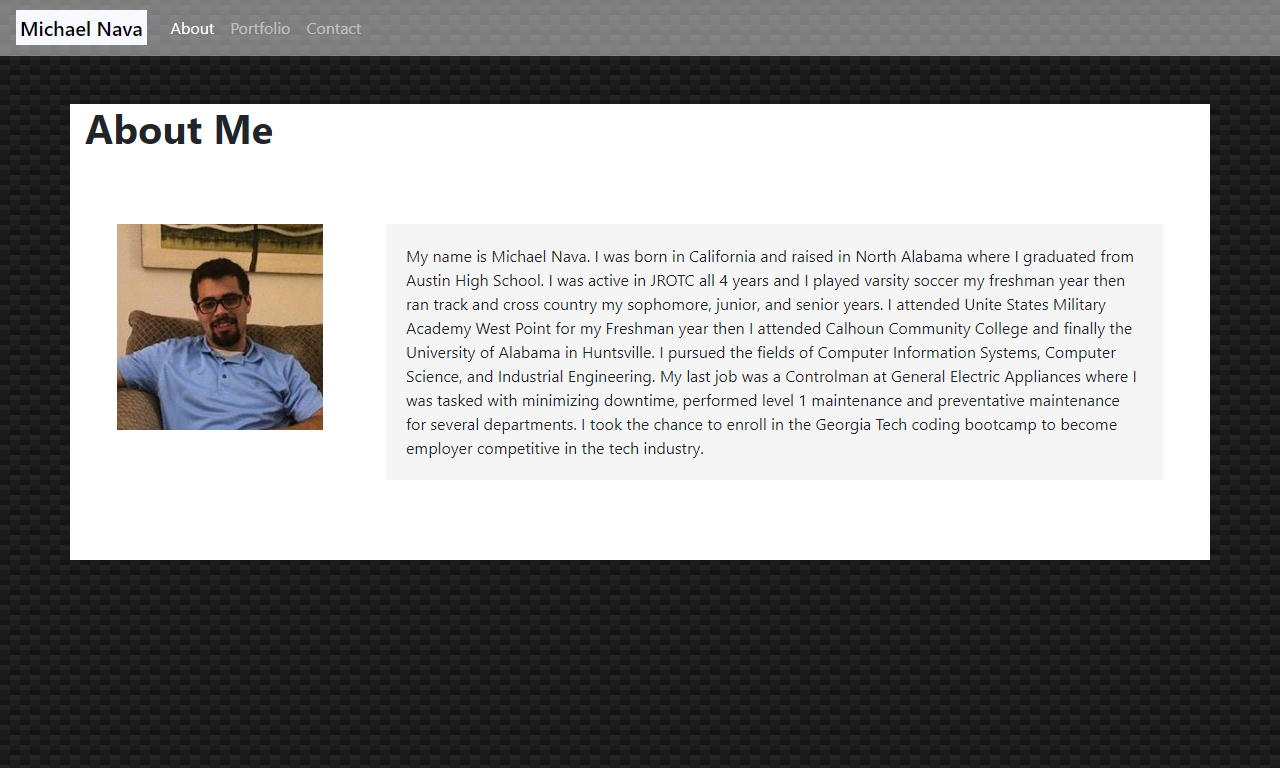 Michael Nava About Portfolio Contact
About Me
My name is Michael Nava. I was born in California and raised in North Alabama where I graduated from
Austin High School. I was active in JROTC all 4 years and I played varsity soccer my freshman year then
ran track and cross country my sophomore, junior, and senior years. I attended Unite States Military
Academy West Point for my Freshman year then I attended Calhoun Community College and finally the
University of Alabama in Huntsville. I pursued the fields of Computer Information Systems, Computer
Science, and Industrial Engineering. My last job was a Controlman at General Electric Appliances where I
was tasked with minimizing downtime, performed level 1 maintenance and preventative maintenance
for several departments. I took the chance to enroll in the Georgia Tech coding bootcamp to become
employer competitive in the tech industry.